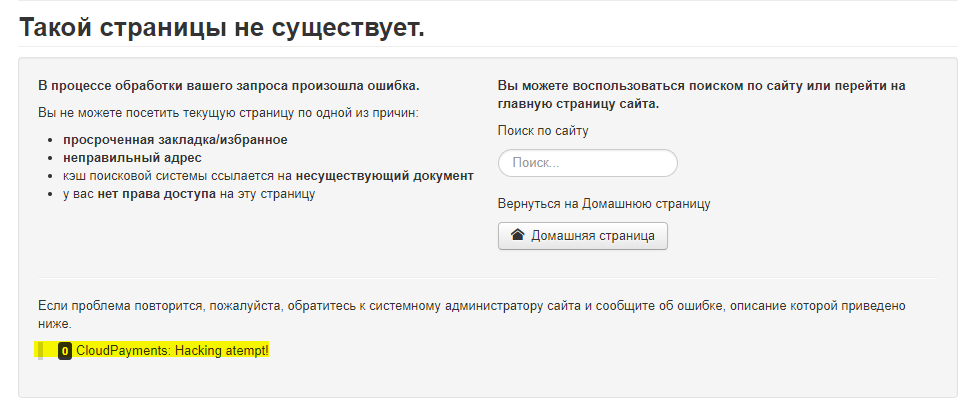 Такой страницы не существует.
В процессе обработки вашего запроса произошла ошибка.
Вы не можете посетить текущую страницу по одной из причин:
просроченная закладка/избранное
неправильный адрес
кэш поисковой системы ссылается на несуществующий документ
у вас нет права доступа на эту страницу
Вы можете воспользоваться поиском по сайту или перейти на
главную страницу сайта.
Поиск по сайту
Поиск...
Вернуться на Домашнюю страницу
Домашняя страница
Если проблема повторится, пожалуйста, обратитесь к системному администратору сайта и сообщите об ошибке, описание которой приведено
ниже.
0 CloudPayments: Hacking atempt!